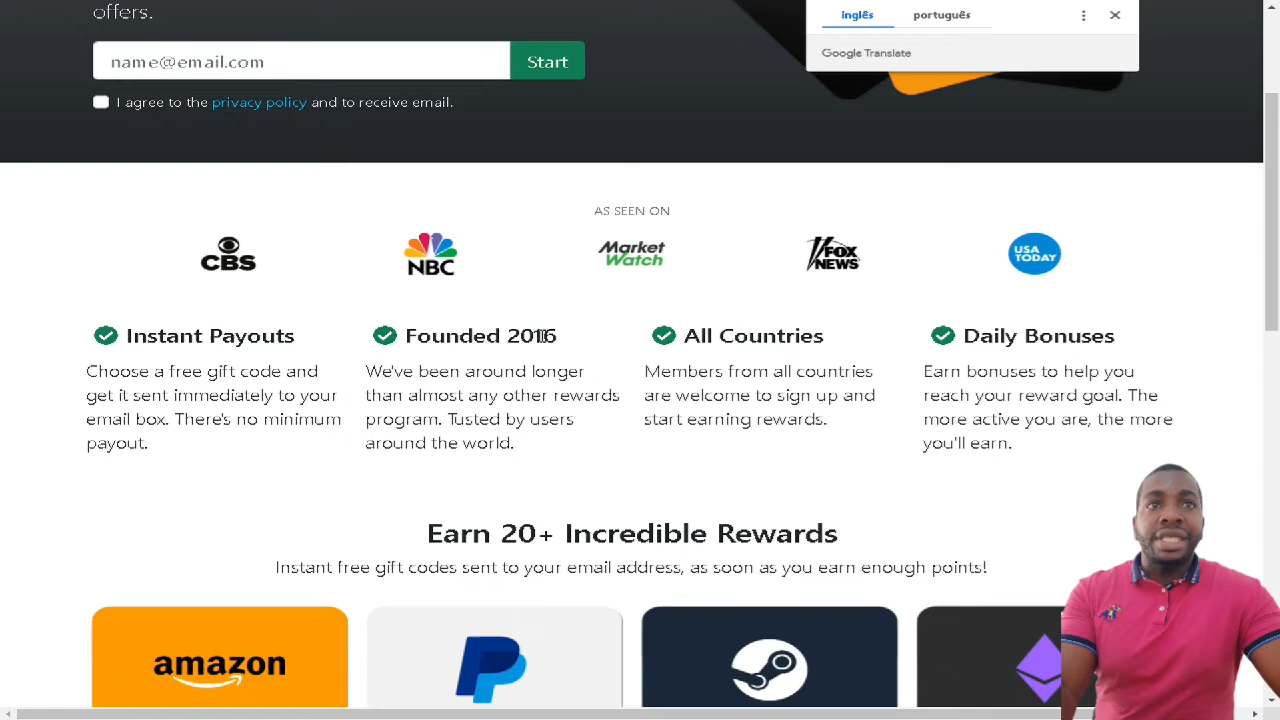 offers.
inglês português
Google Translate
name@email.com Start
I agree to the privacy policy and to receive email.
AS SEEN ON
CBS
NBC
Market
Watch
FOX
NEWS
USA
TODAY
Instant Payouts
Choose a free gift code and
get it sent immediately to your
email box. There's no minimum
payout.
Founded 2016
We've been around longer
than almost any other rewards
program. Tusted by users
around the world.
All Countries
Members from all countries
are welcome to sign up and
start earning rewards.
Daily Bonuses
Earn bonuses to help you
reach your reward goal. The
more active you are, the more
you'll earn.
Earn 20+ Incredible Rewards
Instant free gift codes sent to your email address, as soon as you earn enough points!
amazon